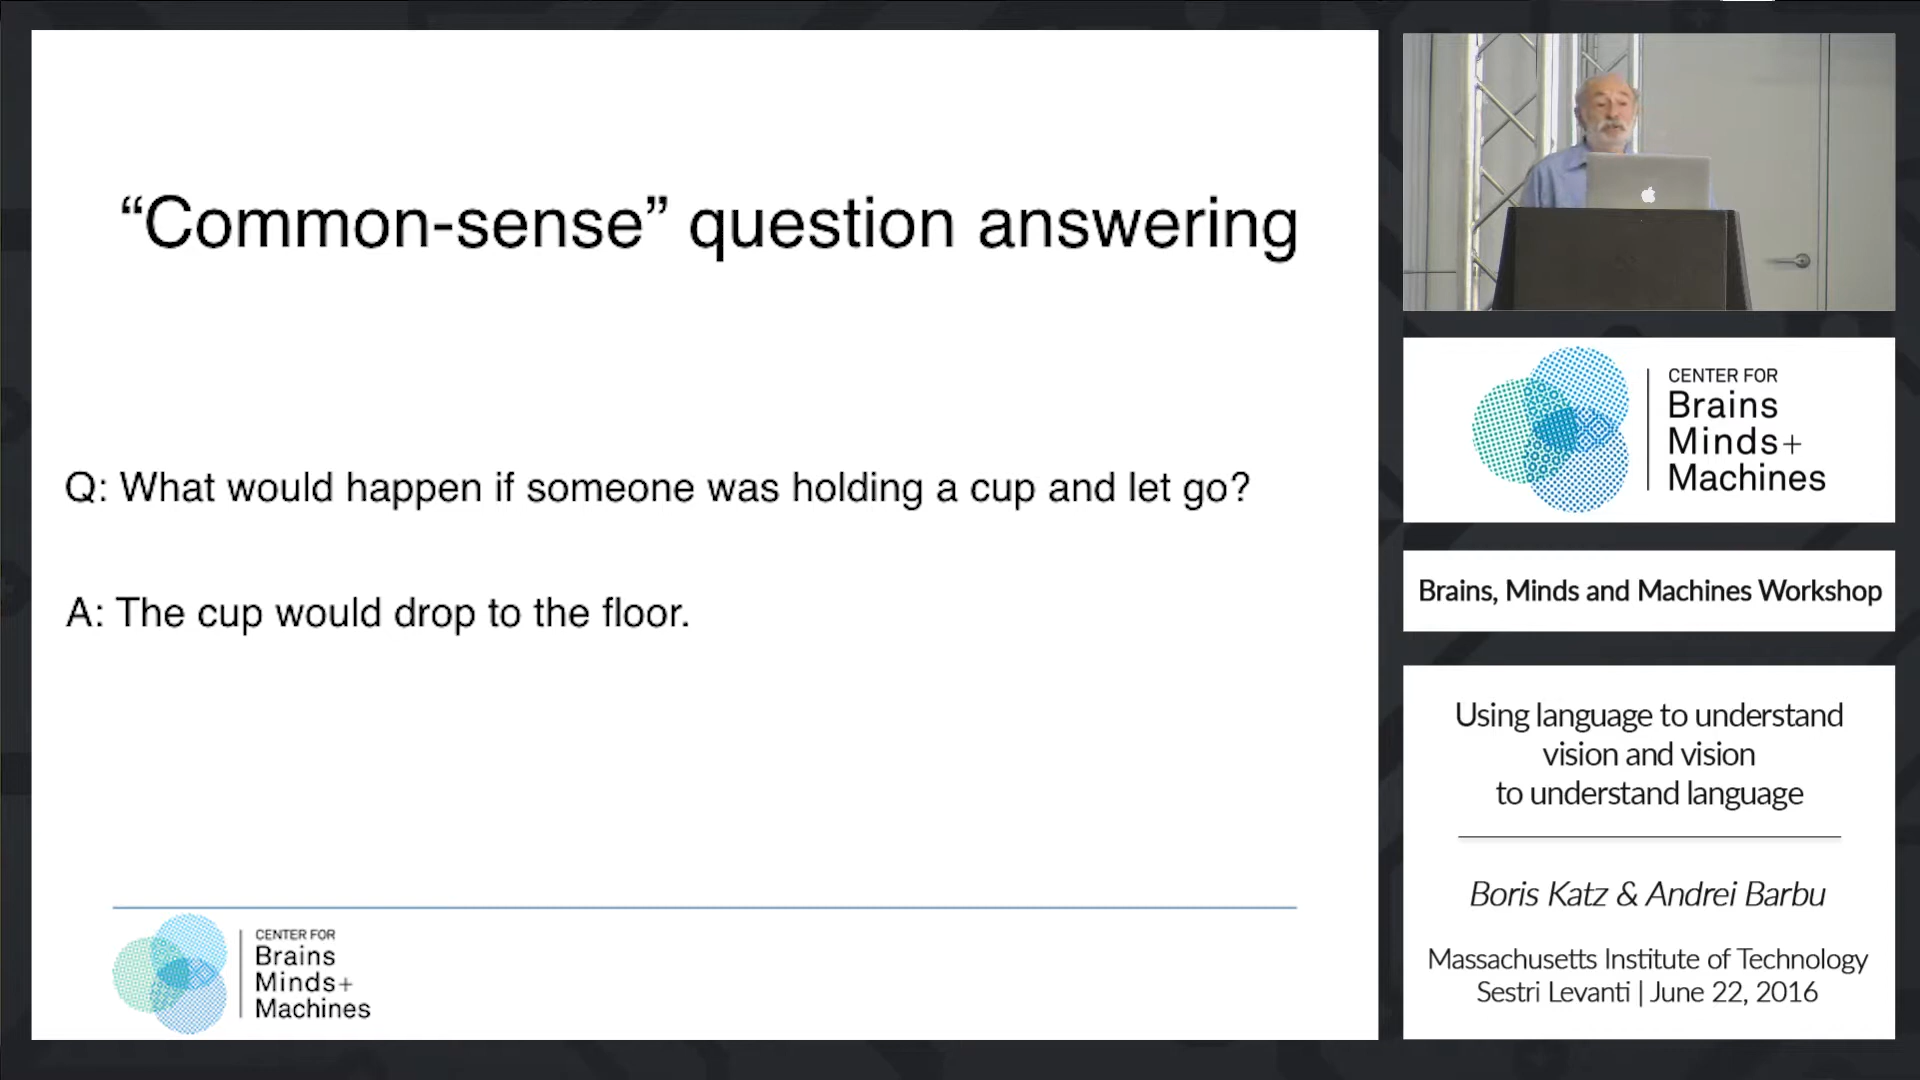 “Common-sense” question answering
Q: What would happen if someone was holding a cup and let go?
A: The cup would drop to the floor.
CENTER FOR
Brains
Minds+
Machines
CENTER FOR
Brains
Minds+
Machines
Brains, Minds and Machines Workshop
Using language to understand
vision and vision
to understand language
Boris Katz & Andrei Barbu
Massachusetts Institute of Technology
Sestri Levanti | June 22, 2016